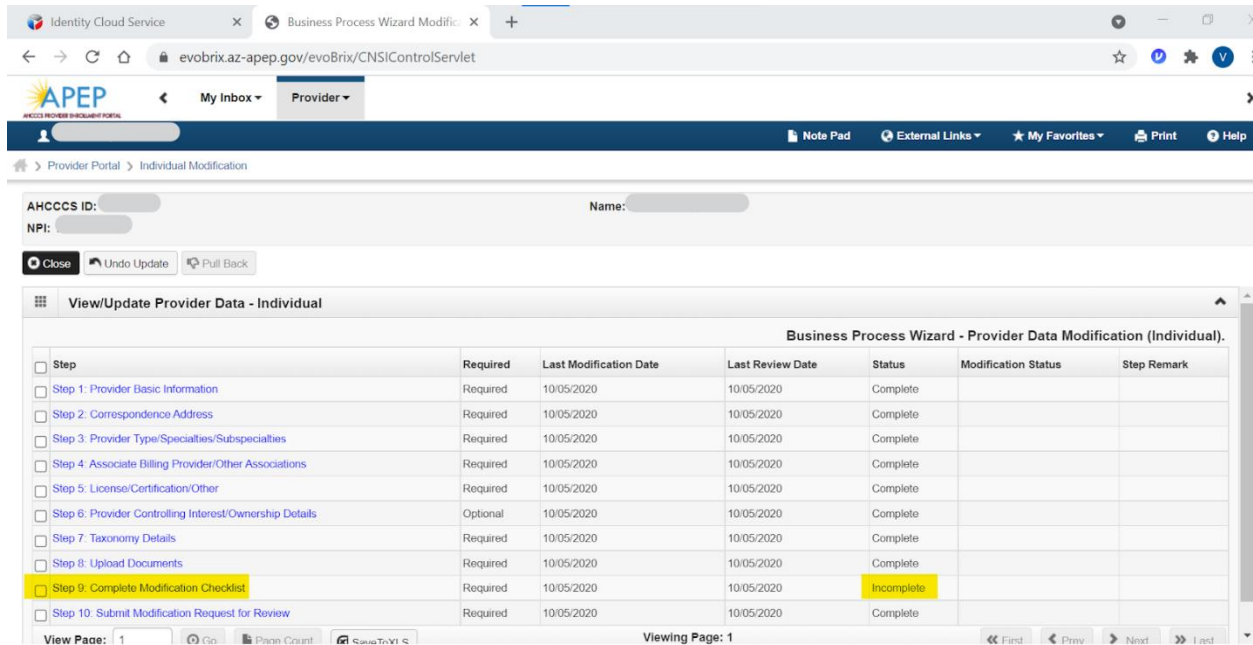 Identity Cloud Service
Business Process Wizard Modific
evobrix.az-apep.gov/evoBrix/CNSIControlServlet
V
APEP
AHCCCS PROVIDER ENROLLMENT PORTAL
My Inbox
Provider
Note Pad
External Links
My Favorites
Print
Help
Provider Portal > Individual Modification
AHCCCS ID:
Name:
NPI:
Close
Undo Update
Pull Back
View/Update Provider Data - Individual
Business Process Wizard - Provider Data Modification (Individual).
Step Required Last Modification Date Last Review Date Status Modification Status Step Remark
Step 1: Provider Basic Information Required 10/05/2020 10/05/2020 Complete
Step 2: Correspondence Address Required 10/05/2020 10/05/2020 Complete
Step 3: Provider Type/Specialties/Subspecialties Required 10/05/2020 10/05/2020 Complete
Step 4: Associate Billing Provider/Other Associations Required 10/05/2020 10/05/2020 Complete
Step 5: License/Certification/Other Required 10/05/2020 10/05/2020 Complete
Step 6: Provider Controlling Interest/Ownership Details Optional 10/05/2020 10/05/2020 Complete
Step 7: Taxonomy Details Required 10/05/2020 10/05/2020 Complete
Step 8: Upload Documents Required 10/05/2020 10/05/2020 Complete
Step 9: Complete Modification Checklist Required 10/05/2020 10/05/2020 Incomplete
Step 10: Submit Modification Request for Review Required 10/05/2020 10/05/2020 Complete
View Page: 1 Go Page Count SaveToXLS Viewing Page: 1 First Prev Next Last